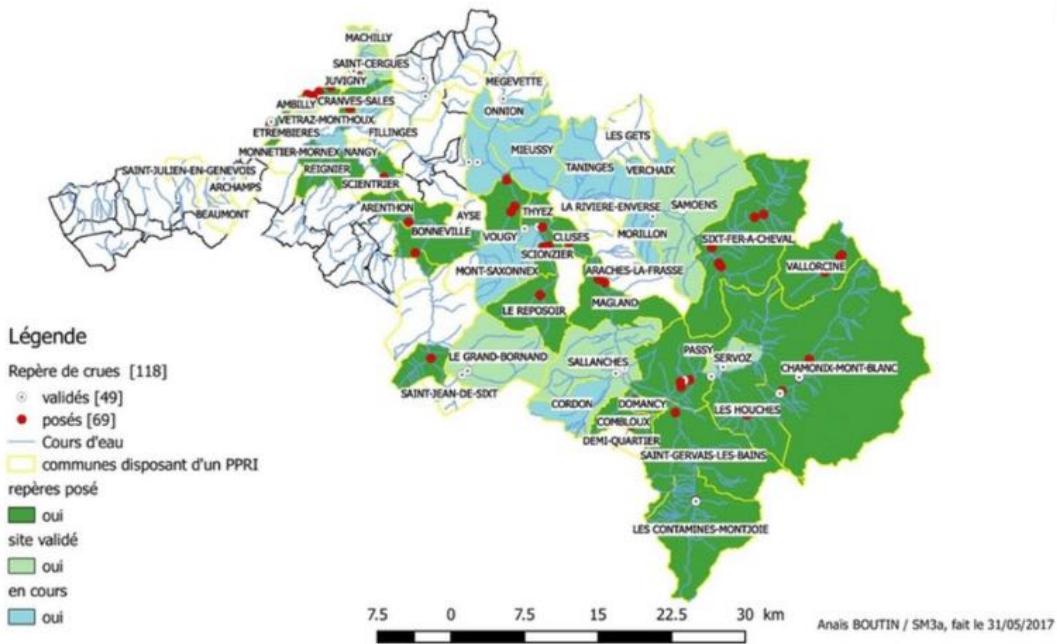 MACHILLY
SAINT-CERGUES
JUVIGNY
MEGEVETTE
AMBILLY
CRANVES-SALES
ONNION
VETRAZ-MONTHOUX
ETREMBIERES
FILLINGES
LES GETS
MONNETIER-MORNEX
NANGY
MIEUSSY
TANINGES
VERCHAIX
SAINT-JULIEN-EN-GENEVOIS
REIGNIER
ARCHAMPS
SCIENTRIER
BEAUMONT
ARENTHON
AYSE
THYEZ
LA RIVIERE-ENVERSE
SAMOENS
BONNEVILLE
VOUGY
CLUSES
MORILLON
SIXT-FER-A-CHEVAL
SCIONZIER
MONT-SAXONNEX
ARACHES-LA-FRASSE
VALLORCINE
LE REPOSOIR
MAGLAND
LE GRAND-BORNAND
SALLANCHES
PASSY
SERVOZ
CHAMONIX-MONT-BLANC
SAINT-JEAN-DE-SIXT
CORDON
DOMANCY
LES HOUCHES
COMBLOUX
DEMI-QUARTIER
SAINT-GERVAIS-LES-BAINS
LES CONTAMINES-MONTJOIE
Légende
Repère de crues [118]
validés [49]
posés [69]
Cours d'eau
communes disposant d'un PPRI
repères posé
oui
site validé
oui
en cours
oui
7.5 0 7.5 15 22.5 30 km
Anaïs BOUTIN / SM3a, fait le 31/05/2017